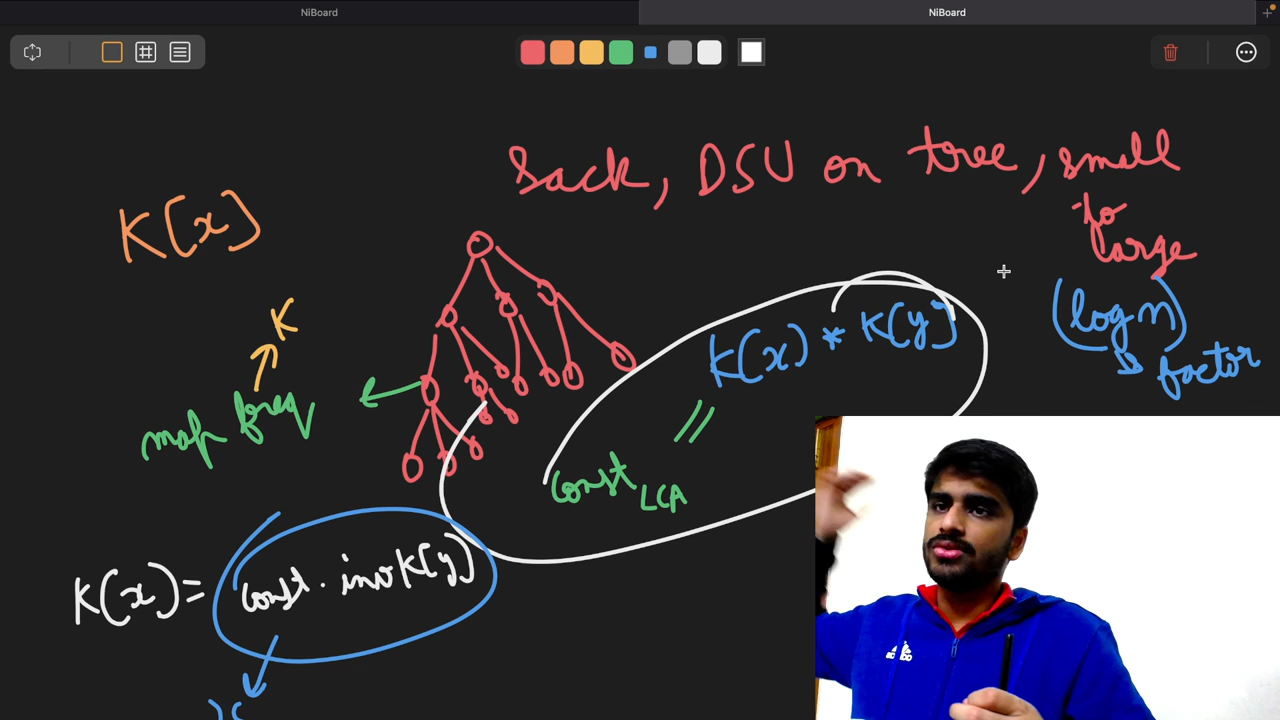 NiBoard
NiBoard
Sack, DSU on tree, small
to
large
K[x]
(log n)
factor
K
K[x] * K[y]
map freq
=
const LCA
K[x] = const . inv K[y]